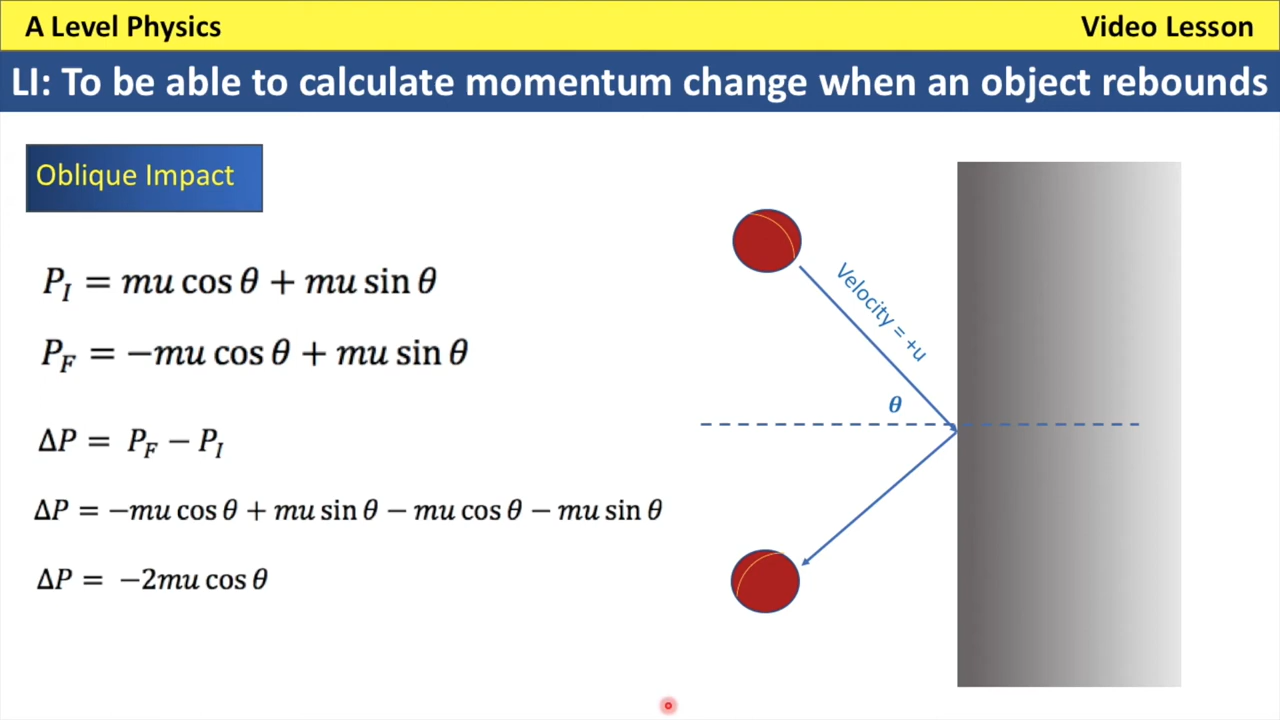 A Level Physics
Video Lesson
LI: To be able to calculate momentum change when an object rebounds
Oblique Impact
P_I = mu cos θ + mu sin θ
P_F = −mu cos θ + mu sin θ
ΔP = P_F − P_I
ΔP = −mu cos θ + mu sin θ − mu cos θ − mu sin θ
ΔP = −2mu cos θ
Velocity = +u
θ